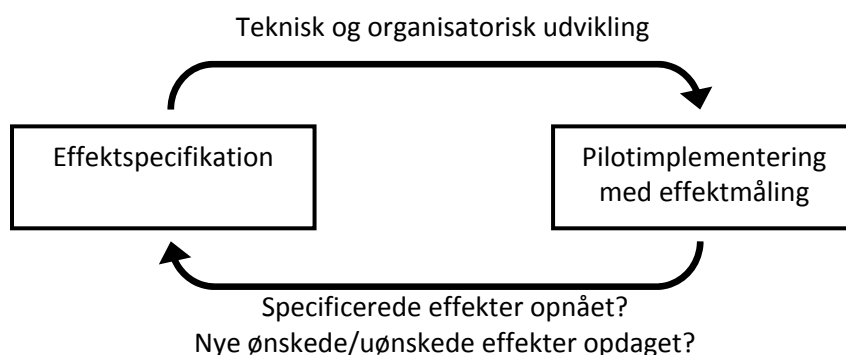 Teknisk og organisatorisk udvikling
Effektspecifikation
Pilotimplementering
med effektmåling
Specificerede effekter opnået?
Nye ønskede/uønskede effekter opdaget?